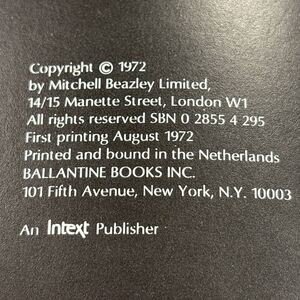 Copyright © 1972
by Mitchell Beazley Limited,
14/15 Manette Street, London W1
All rights reserved SBN 0 2855 4 295
First printing August 1972
Printed and bound in the Netherlands
BALLANTINE BOOKS INC.
101 Fifth Avenue, New York, N.Y. 10003
An Intext Publisher